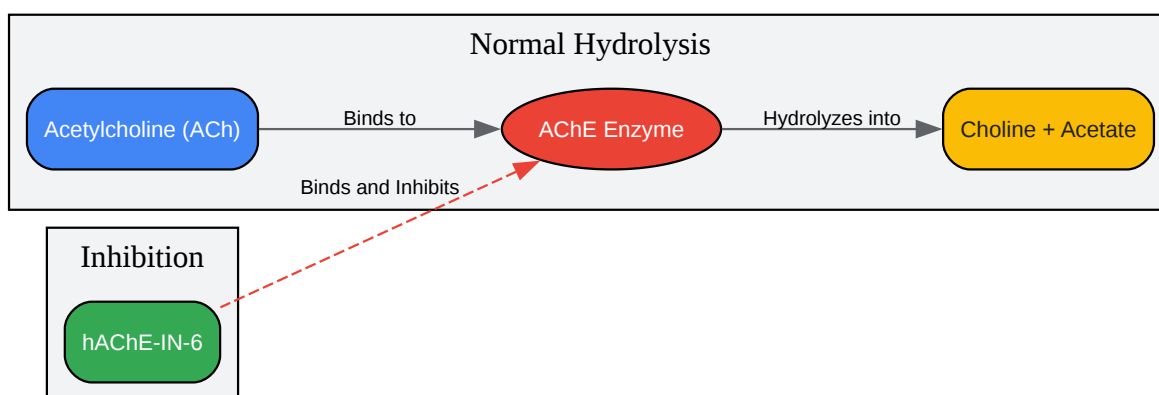 Normal Hydrolysis
Acetylcholine (ACh)
Binds to
AChE Enzyme
Hydrolyzes into
Choline + Acetate
Binds and Inhibits
Inhibition
hAChE-IN-6